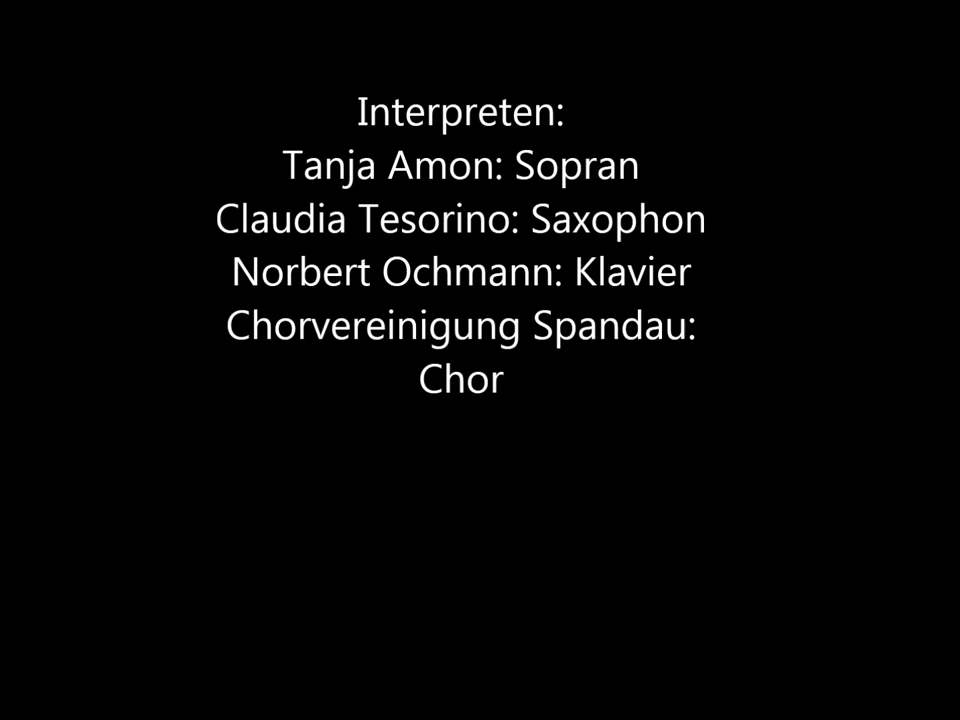 Interpreten:
Tanja Amon: Sopran
Claudia Tesorino: Saxophon
Norbert Ochmann: Klavier
Chorvereinigung Spandau:
Chor